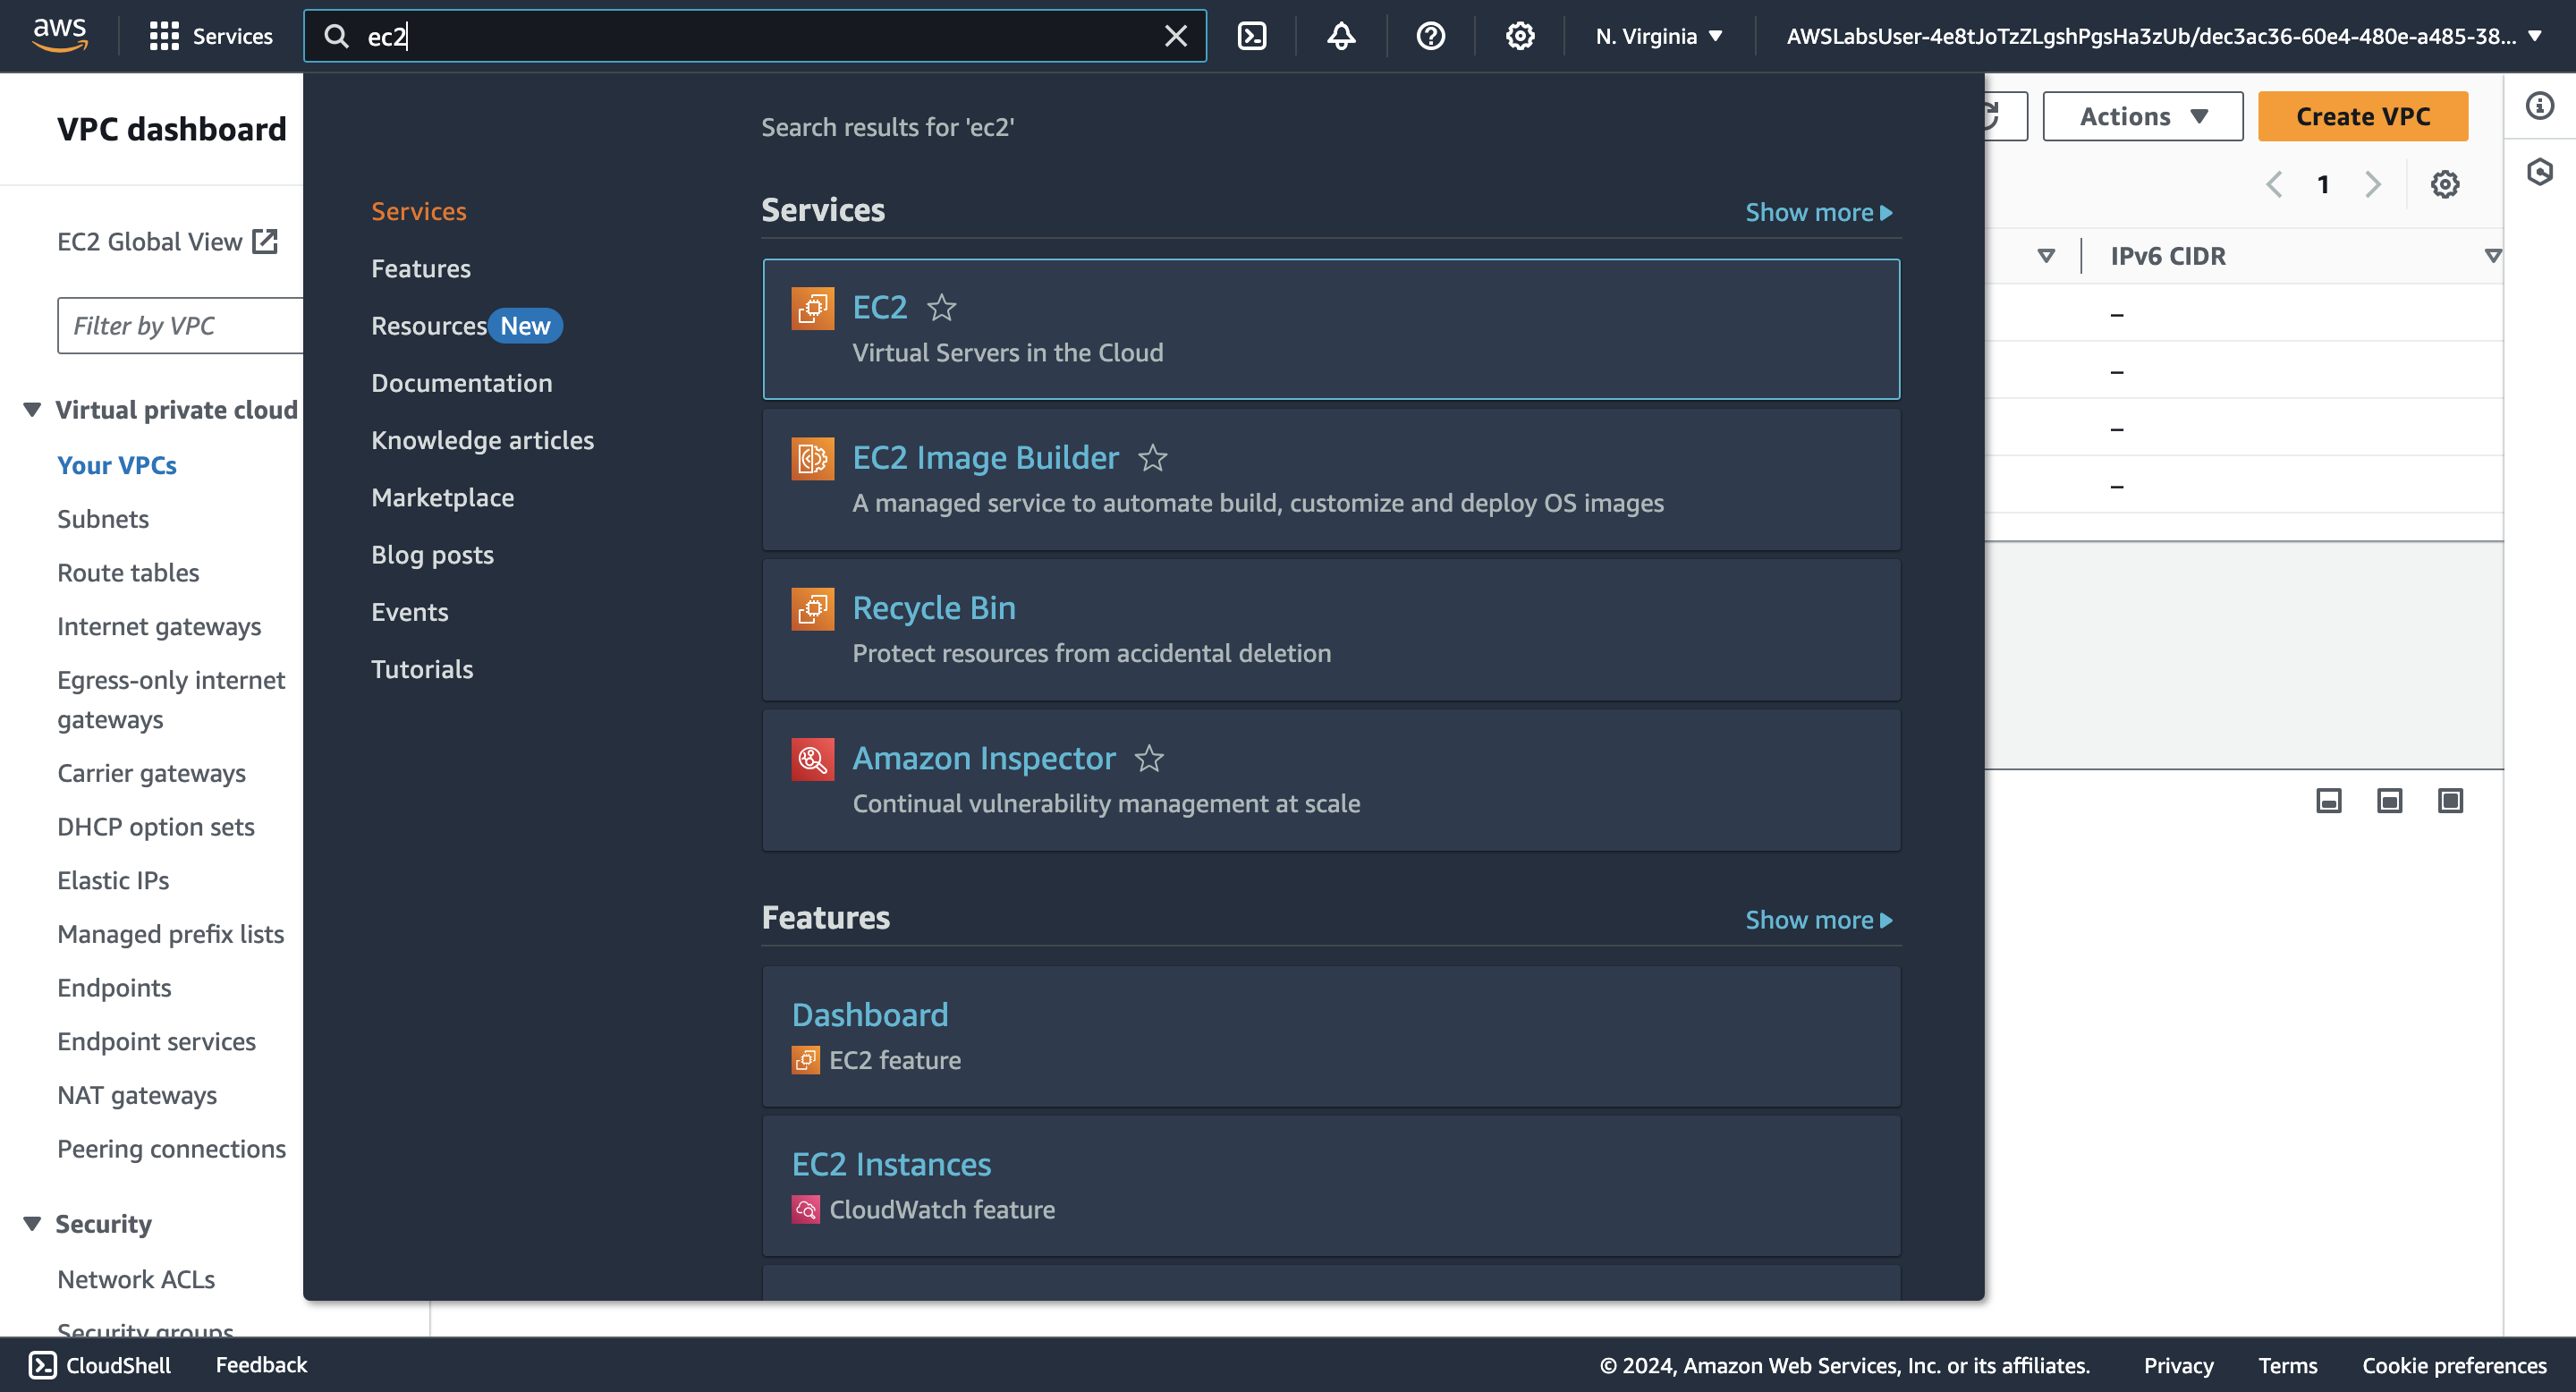 aws
Services
ec2
N. Virginia
AWSLabsUser-4e8tJoTzZLgshPgsHa3zUb/dec3ac36-60e4-480e-a485-38...
VPC dashboard
EC2 Global View
Filter by VPC
Virtual private cloud
Your VPCs
Subnets
Route tables
Internet gateways
Egress-only internet
gateways
Carrier gateways
DHCP option sets
Elastic IPs
Managed prefix lists
Endpoints
Endpoint services
NAT gateways
Peering connections
Security
Network ACLs
Security groups
Services
Features
Resources New
Documentation
Knowledge articles
Marketplace
Blog posts
Events
Tutorials
Search results for 'ec2'
Services
Show more
EC2
Virtual Servers in the Cloud
EC2 Image Builder
A managed service to automate build, customize and deploy OS images
Recycle Bin
Protect resources from accidental deletion
Amazon Inspector
Continual vulnerability management at scale
Features
Show more
Dashboard
EC2 feature
EC2 Instances
CloudWatch feature
Actions
Create VPC
1
IPv6 CIDR
–
–
–
–
CloudShell
Feedback
© 2024, Amazon Web Services, Inc. or its affiliates.
Privacy
Terms
Cookie preferences